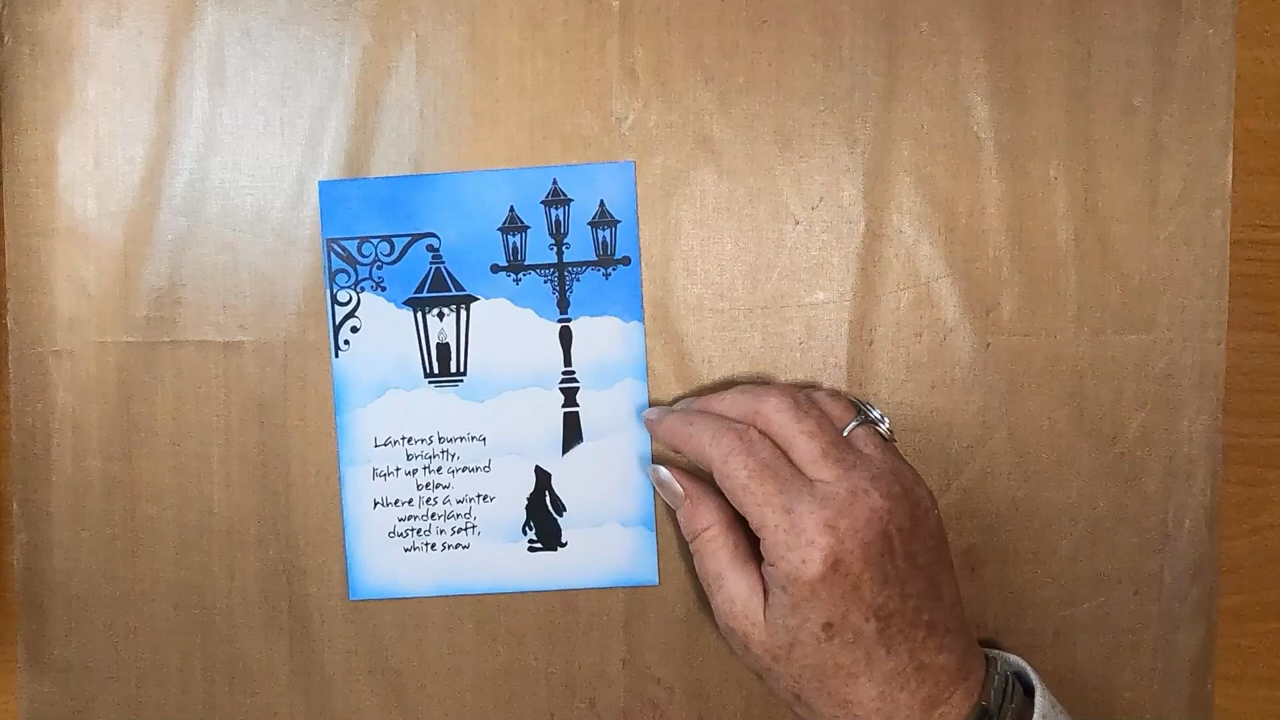 Lanterns burning
brightly,
light up the ground
below.
Where lies a winter
wonderland,
dusted in soft,
white snow